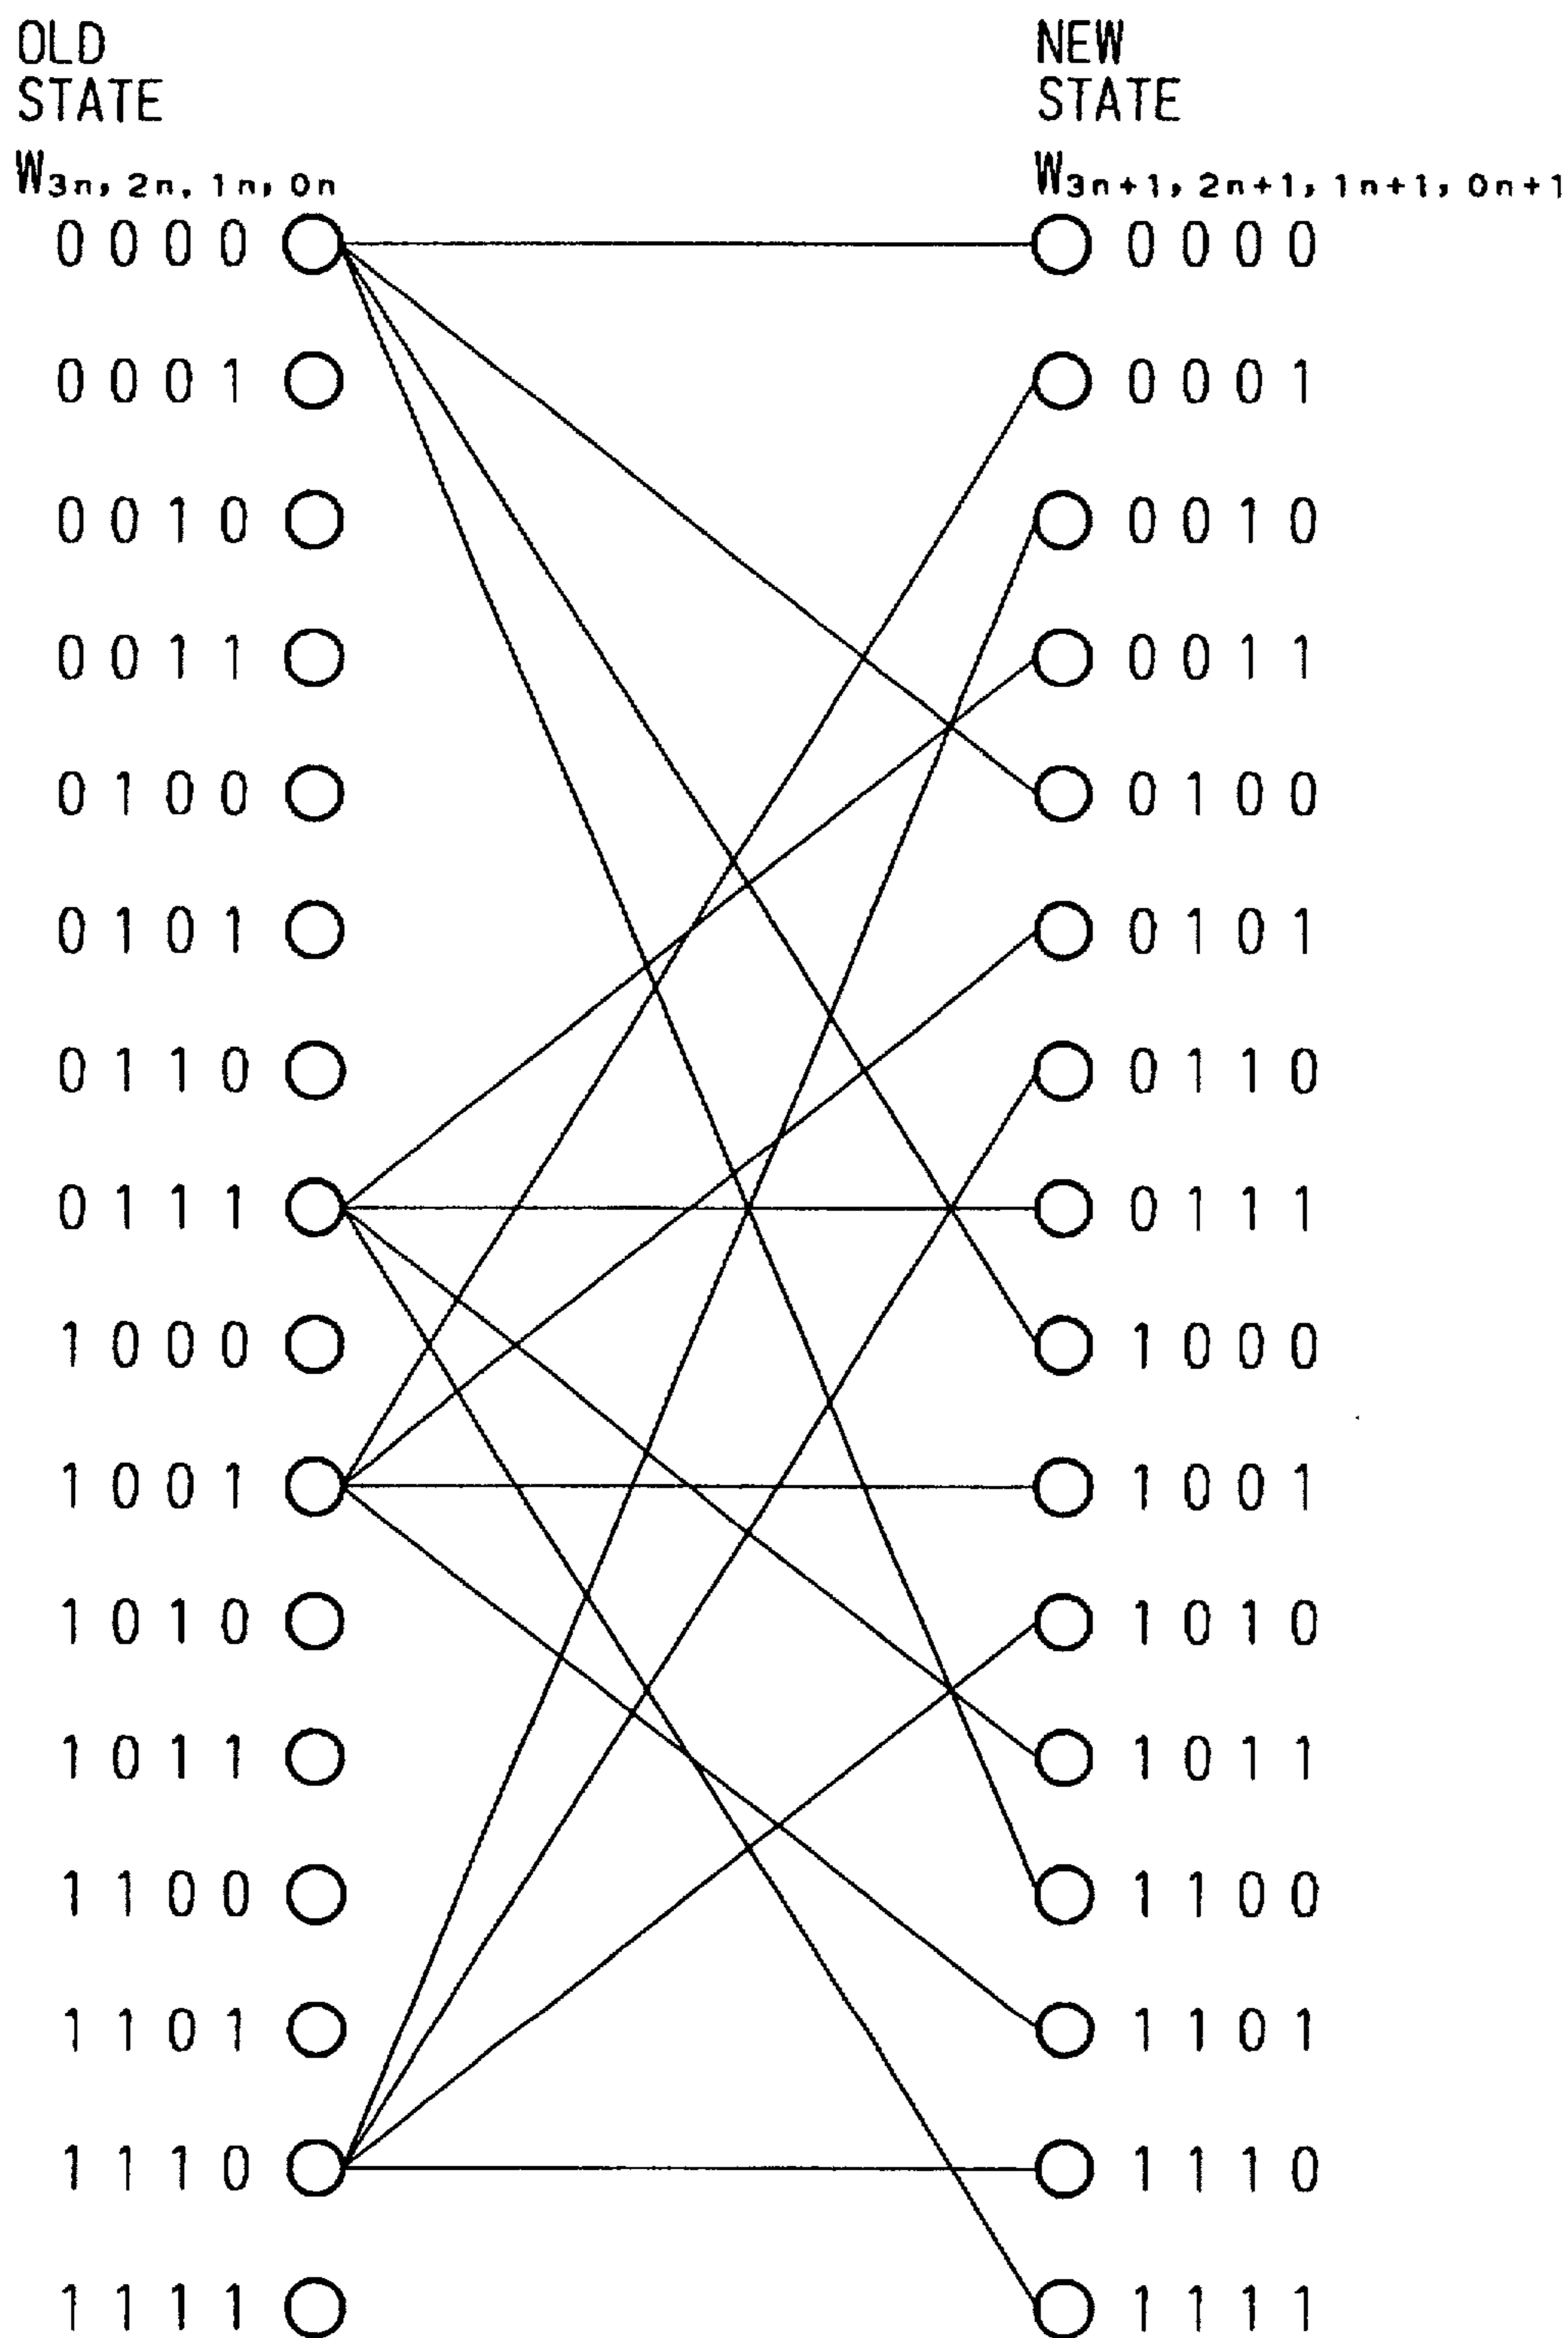 OLD STATE
W3n, 2n, 1n, 0n
NEW STATE
W3n+1, 2n+1, 1n+1, 0n+1
0 0 0 0 0 0 0 0
0 0 0 1 0 0 0 1
0 0 1 0 0 0 1 0
0 0 1 1 0 0 1 1
0 1 0 0 0 1 0 0
0 1 0 1 0 1 0 1
0 1 1 0 0 1 1 0
0 1 1 1 0 1 1 1
1 0 0 0 1 0 0 0
1 0 0 1 1 0 0 1
1 0 1 0 1 0 1 0
1 0 1 1 1 0 1 1
1 1 0 0 1 1 0 0
1 1 0 1 1 1 0 1
1 1 1 0 1 1 1 0
1 1 1 1 1 1 1 1